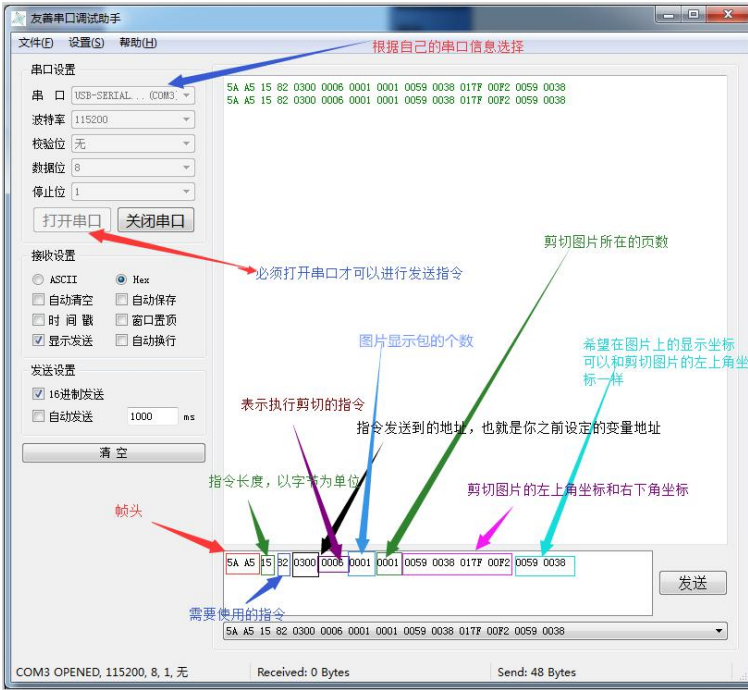 友善串口调试助手
文件(F) 设置(S) 帮助(H)
根据自己的串口信息选择
串口设置
串 口 USB-SERIAL... (COM3)
波特率 115200
校验位 无
数据位 8
停止位 1
打开串口 关闭串口
5A A5 15 82 0300 0006 0001 0001 0059 0038 017F 00F2 0059 0038
5A A5 15 82 0300 0006 0001 0001 0059 0038 017F 00F2 0059 0038
剪切图片所在的页数
接收设置
必须打开串口才可以进行发送指令
ASCII Hex
自动清空 自动保存
时 间 戳 窗口置顶
显示发送 自动换行
图片显示包的个数
希望在图片上的显示坐标
可以和剪切图片的左上角坐
标一样
发送设置
16进制发送
自动发送 1000 ms
表示执行剪切的指令
指令发送到的地址，也就是你之前设定的变量地址
清 空
指令长度，以字节为单位
剪切图片的左上角坐标和右下角坐标
帧头
5A A5 15 82 0300 0006 0001 0001 0059 0038 017F 00F2 0059 0038
发送
需要使用的指令
5A A5 15 82 0300 0006 0001 0001 0059 0038 017F 00F2 0059 0038
COM3 OPENED, 115200, 8, 1, 无 Received: 0 Bytes Send: 48 Bytes